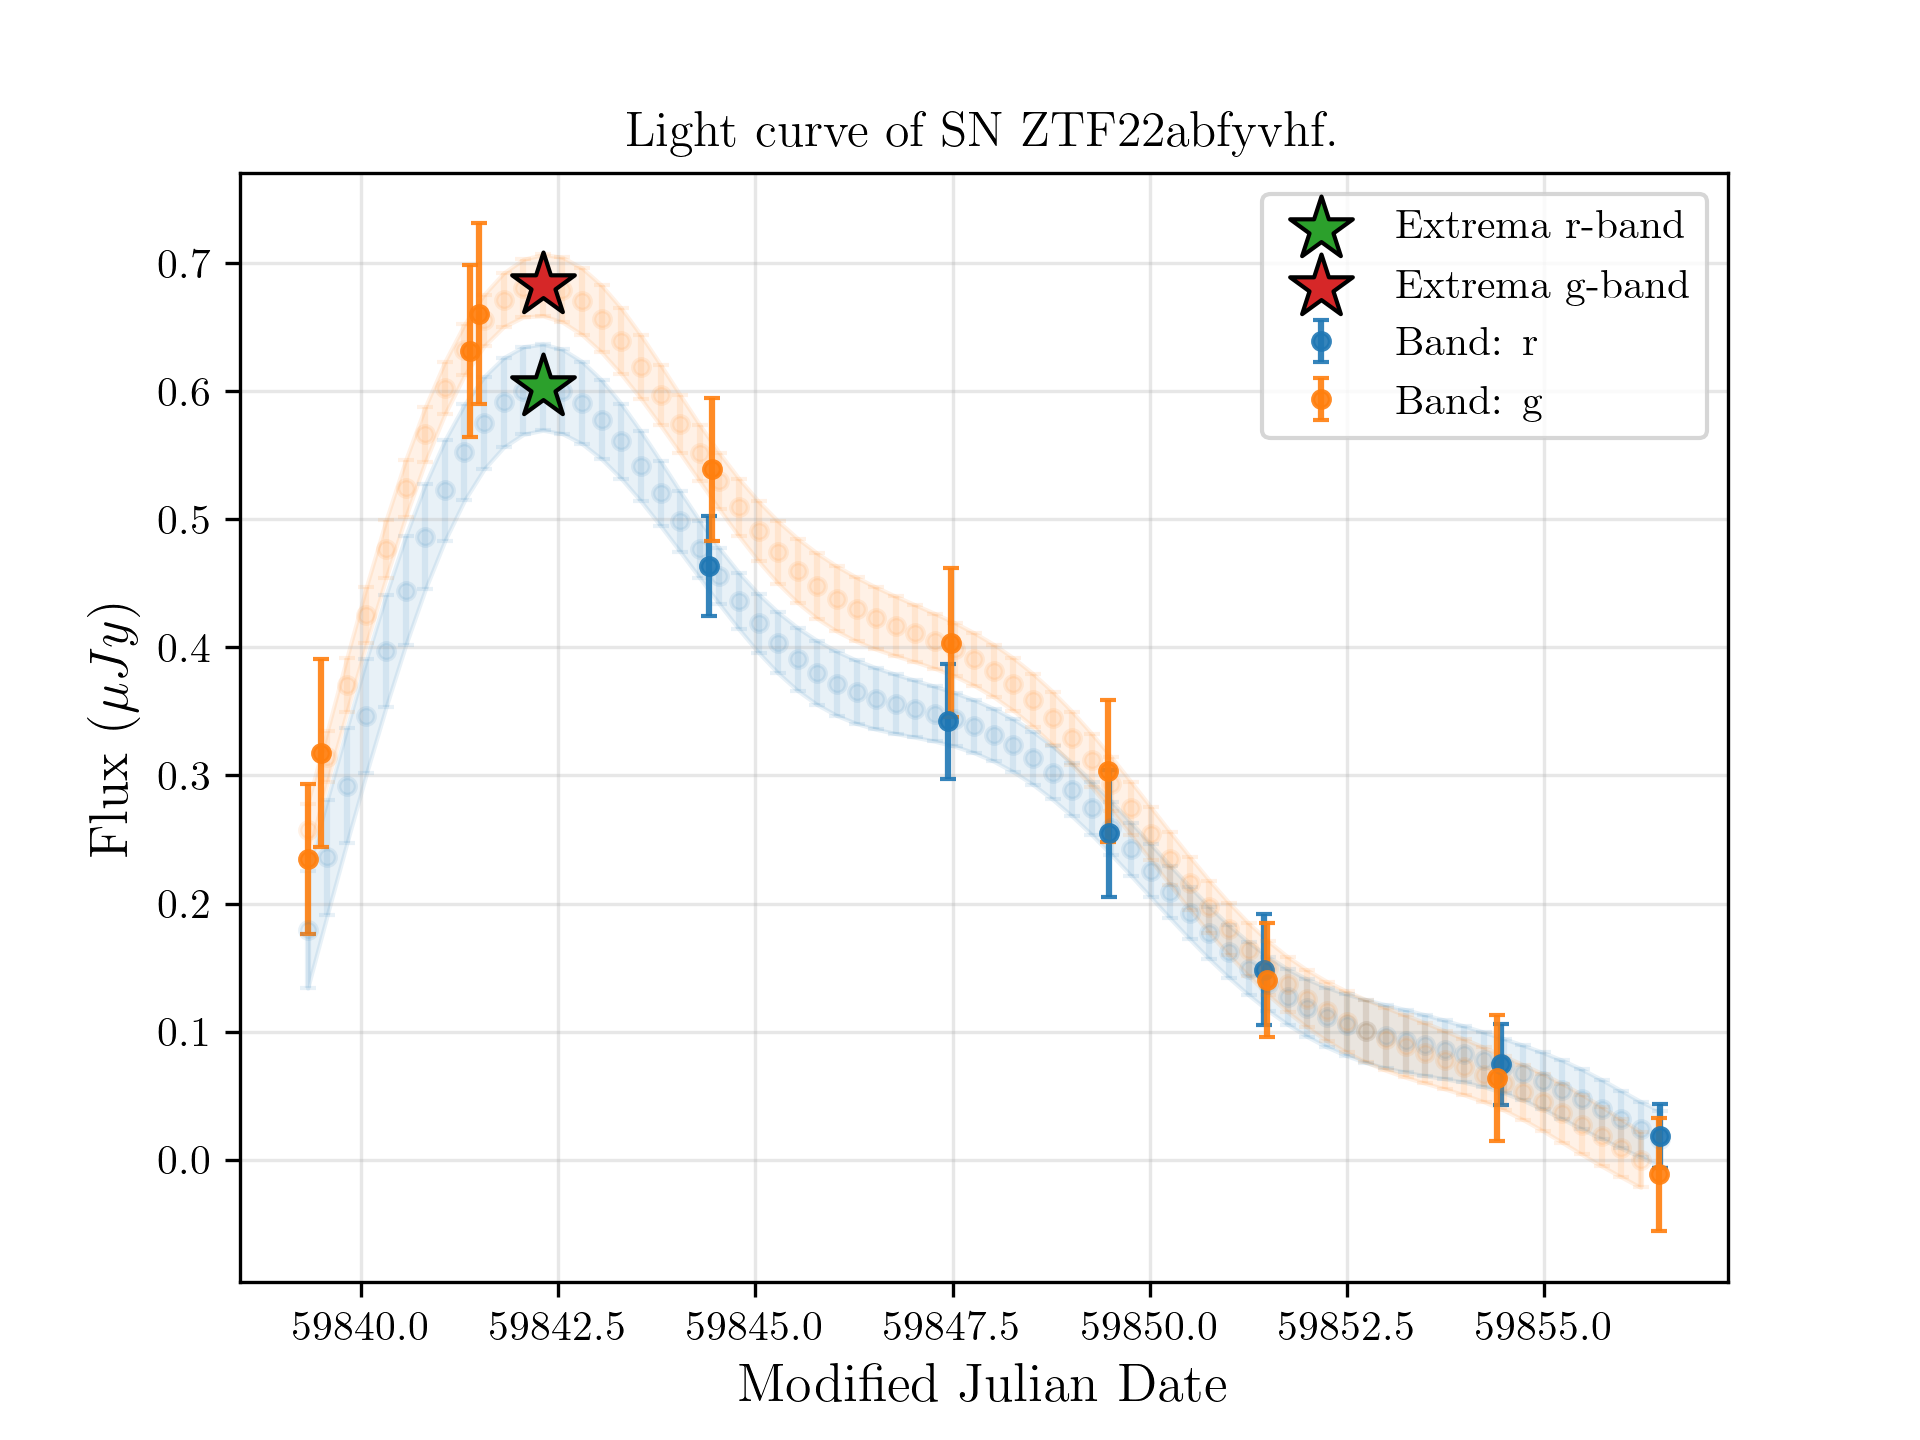 Light curve of SN ZTF22abfyvhf.
Extrema r-band
Extrema g-band
Band: r
Band: g
Flux (μJy)
0.7
0.6
0.5
0.4
0.3
0.2
0.1
0.0
59840.0 59842.5 59845.0 59847.5 59850.0 59852.5 59855.0
Modified Julian Date